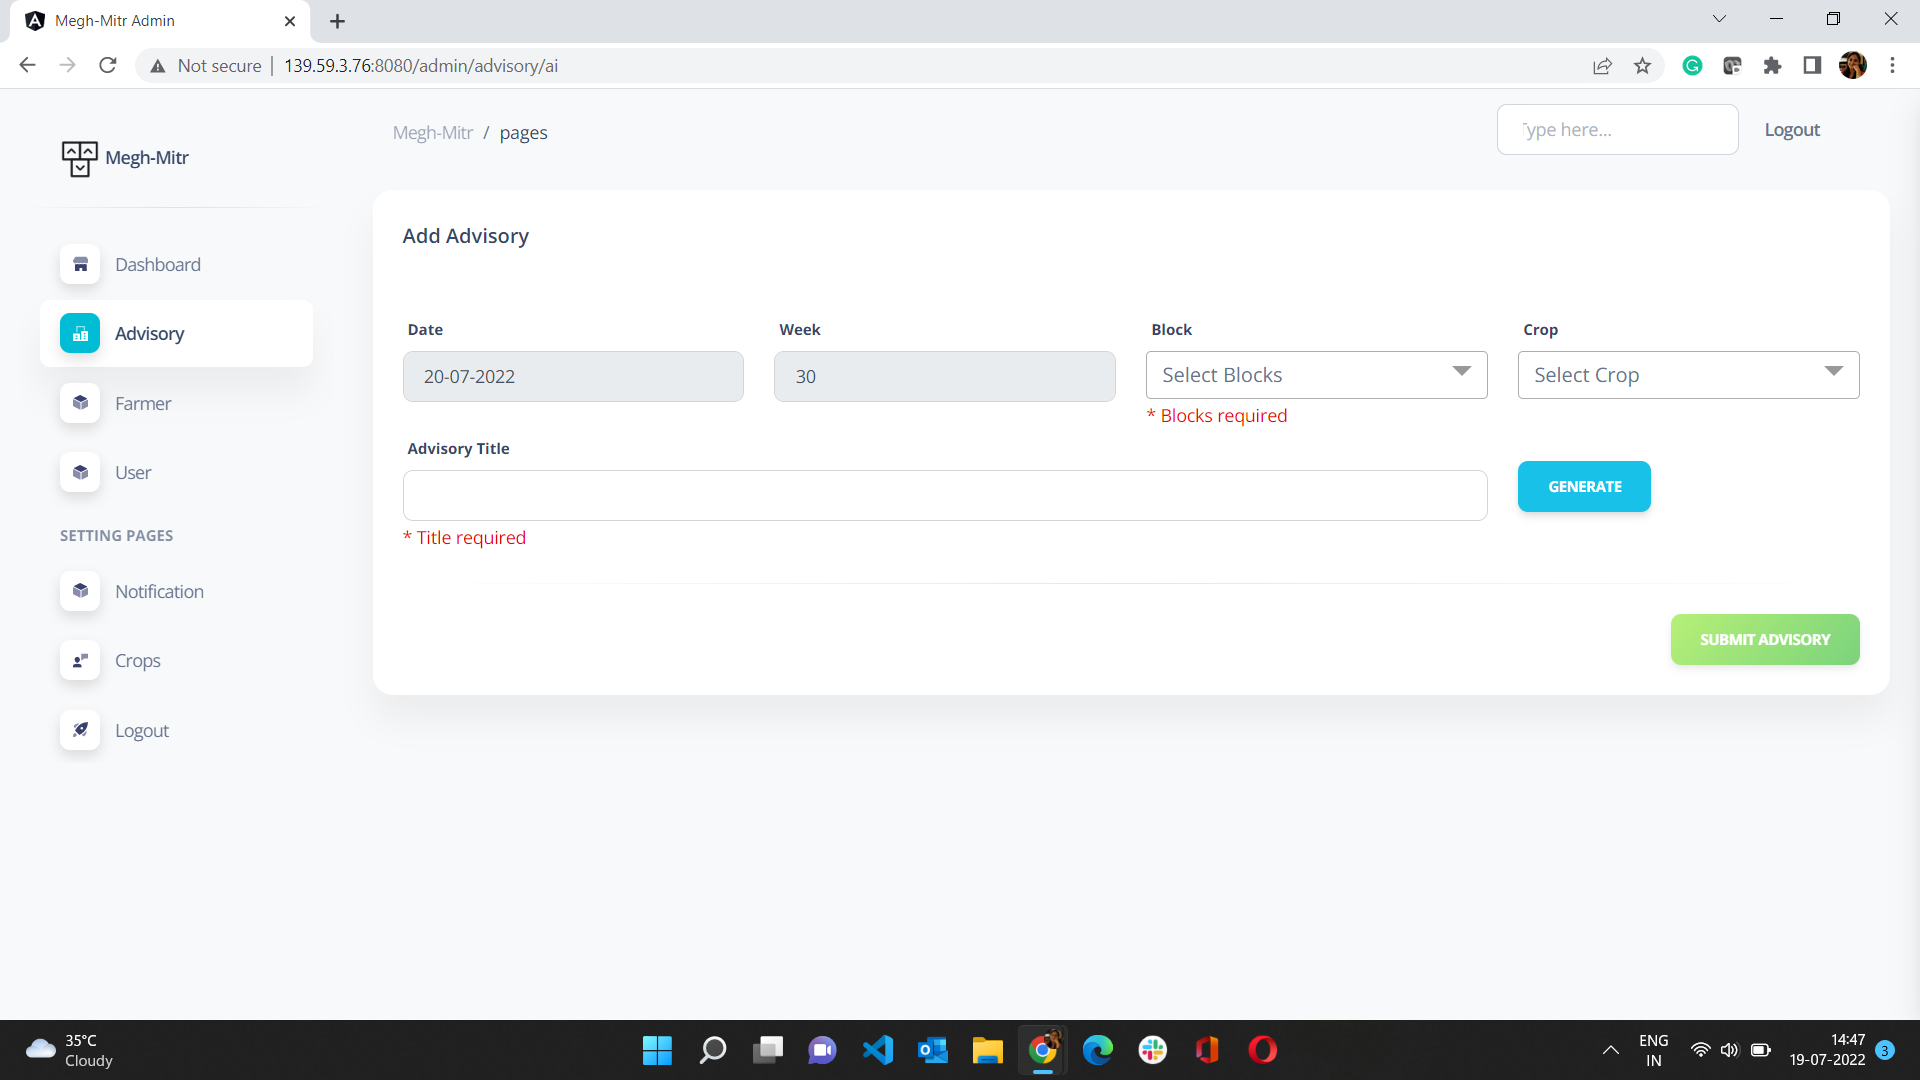 Megh-Mitr Admin
Not secure 139.59.3.76:8080/admin/advisory/ai
Megh-Mitr
Megh-Mitr / pages
Type here...
Logout
Dashboard
Advisory
Farmer
User
SETTING PAGES
Notification
Crops
Logout
Add Advisory
Date
Week
Block
Crop
20-07-2022
30
Select Blocks
Select Crop
* Blocks required
Advisory Title
GENERATE
* Title required
SUBMIT ADVISORY
35°C
Cloudy
ENG
IN
14:47
19-07-2022
3